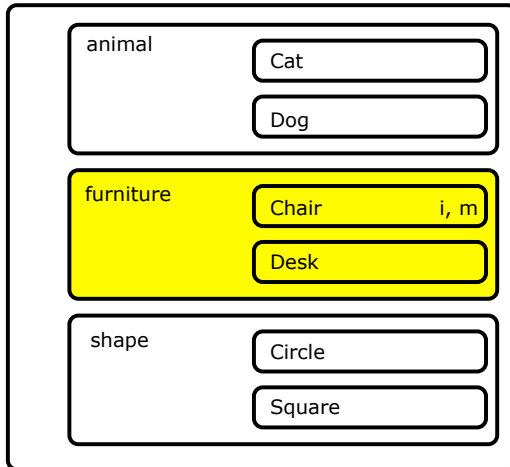 animal
Cat
Dog
furniture
Chair i, m
Desk
shape
Circle
Square